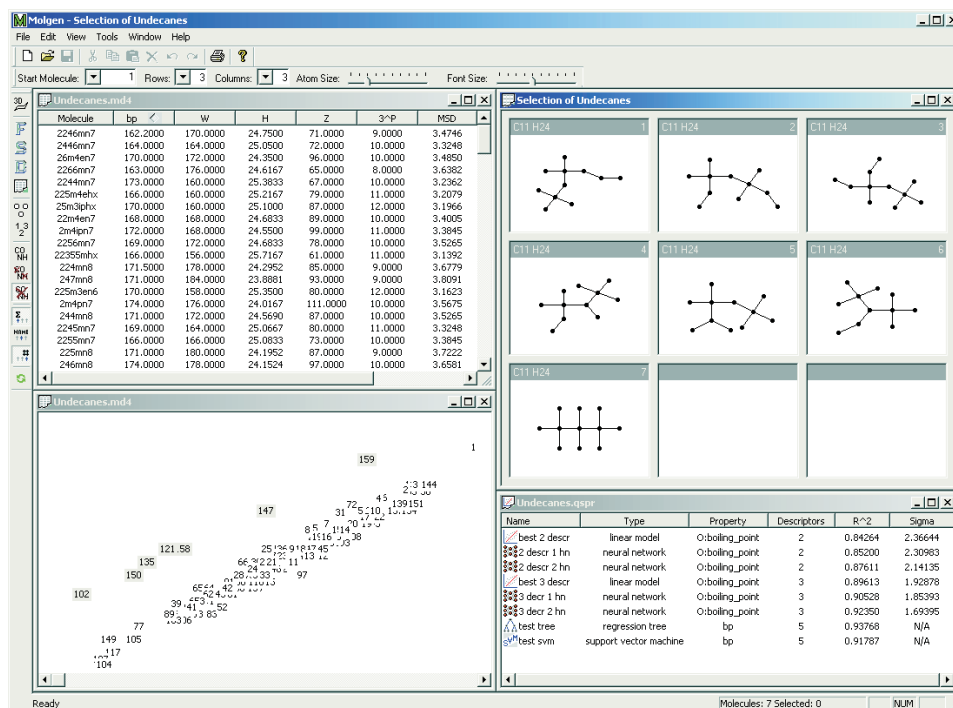 Molgen - Selection of Undecanes
File Edit View Tools Window Help
Start Molecule: 1 Rows: 3 Columns: 3 Atom Size: Font Size:
Undecanes.md4
Molecule bp W H Z 3^P MSD
2246mn7 162.2000 170.0000 24.7500 71.0000 9.0000 3.4746
2446mn7 164.0000 164.0000 25.0500 72.0000 10.0000 3.3248
26m4en7 170.0000 172.0000 24.3500 96.0000 10.0000 3.4850
2266mn7 163.0000 176.0000 24.6167 65.0000 8.0000 3.6382
2244mn7 173.0000 160.0000 25.3833 67.0000 10.0000 3.2362
225m4ehx 166.0000 160.0000 25.2167 79.0000 11.0000 3.2079
25m3iphx 170.0000 160.0000 25.1000 87.0000 12.0000 3.1966
22m4en7 168.0000 168.0000 24.6833 89.0000 10.0000 3.4005
2m4ipn7 172.0000 168.0000 24.5500 99.0000 11.0000 3.3845
2256mn7 169.0000 172.0000 24.6833 78.0000 10.0000 3.5265
22355mhx 166.0000 156.0000 25.7167 61.0000 11.0000 3.1392
224mn8 171.5000 178.0000 24.2952 85.0000 9.0000 3.6779
247mn8 171.0000 184.0000 23.8881 93.0000 9.0000 3.8091
225m3en6 170.0000 158.0000 25.3500 80.0000 12.0000 3.1623
2m4pn7 174.0000 176.0000 24.0167 111.0000 10.0000 3.5675
244mn8 171.0000 172.0000 24.5690 87.0000 10.0000 3.5265
2245mn7 169.0000 164.0000 25.0667 80.0000 11.0000 3.3248
2255mn7 166.0000 166.0000 25.0833 73.0000 10.0000 3.3845
225mn8 171.0000 180.0000 24.1952 87.0000 9.0000 3.7222
246mn8 174.0000 178.0000 24.1524 97.0000 10.0000 3.6581
Selection of Undecanes
C11 H24 1
C11 H24 2
C11 H24 3
C11 H24 4
C11 H24 5
C11 H24 6
C11 H24 7
Undecanes.md4
1
159
144
147
121 58
135
150
102
97
42
52
77
149 105
117
104
Undecanes.qspr
Name Type Property Descriptors R^2 Sigma
best 2 descr linear model O:boiling_point 2 0.84264 2.36644
2 descr 1 hn neural network O:boiling_point 2 0.85200 2.30983
2 descr 2 hn neural network O:boiling_point 2 0.87611 2.14135
best 3 descr linear model O:boiling_point 3 0.89613 1.92878
3 descr 1 hn neural network O:boiling_point 3 0.90528 1.85393
3 decr 2 hn neural network O:boiling_point 3 0.92350 1.69395
test tree regression tree bp 5 0.93768 N/A
test svm support vector machine bp 5 0.91787 N/A
Ready Molecules: 7 Selected: 0 NUM